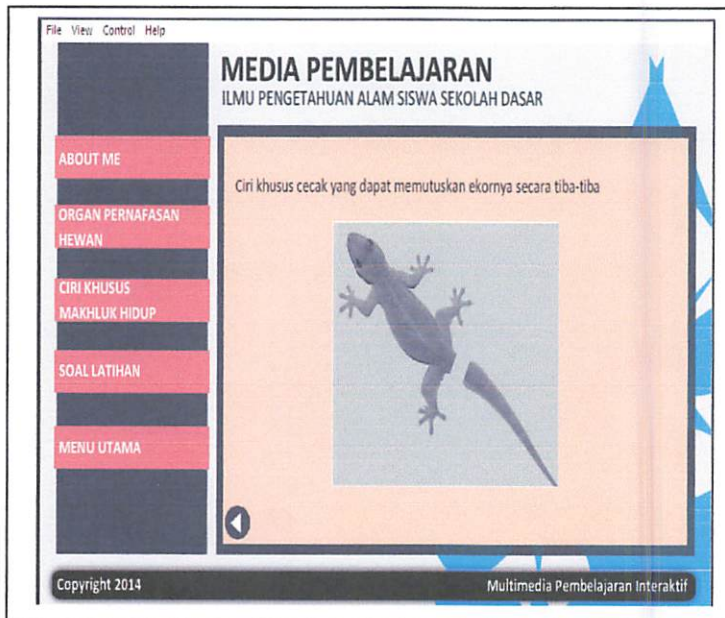 File View Control Help
MEDIA PEMBELAJARAN
ILMU PENGETAHUAN ALAM SISWA SEKOLAH DASAR
ABOUT ME
ORGAN PERNAFASAN
HEWAN
CIRI KHUSUS
MAKHLUK HIDUP
SOAL LATIHAN
MENU UTAMA
Ciri khusus cecak yang dapat memutuskan ekornya secara tiba-tiba
Copyright 2014
Multimedia Pembelajaran Interaktif